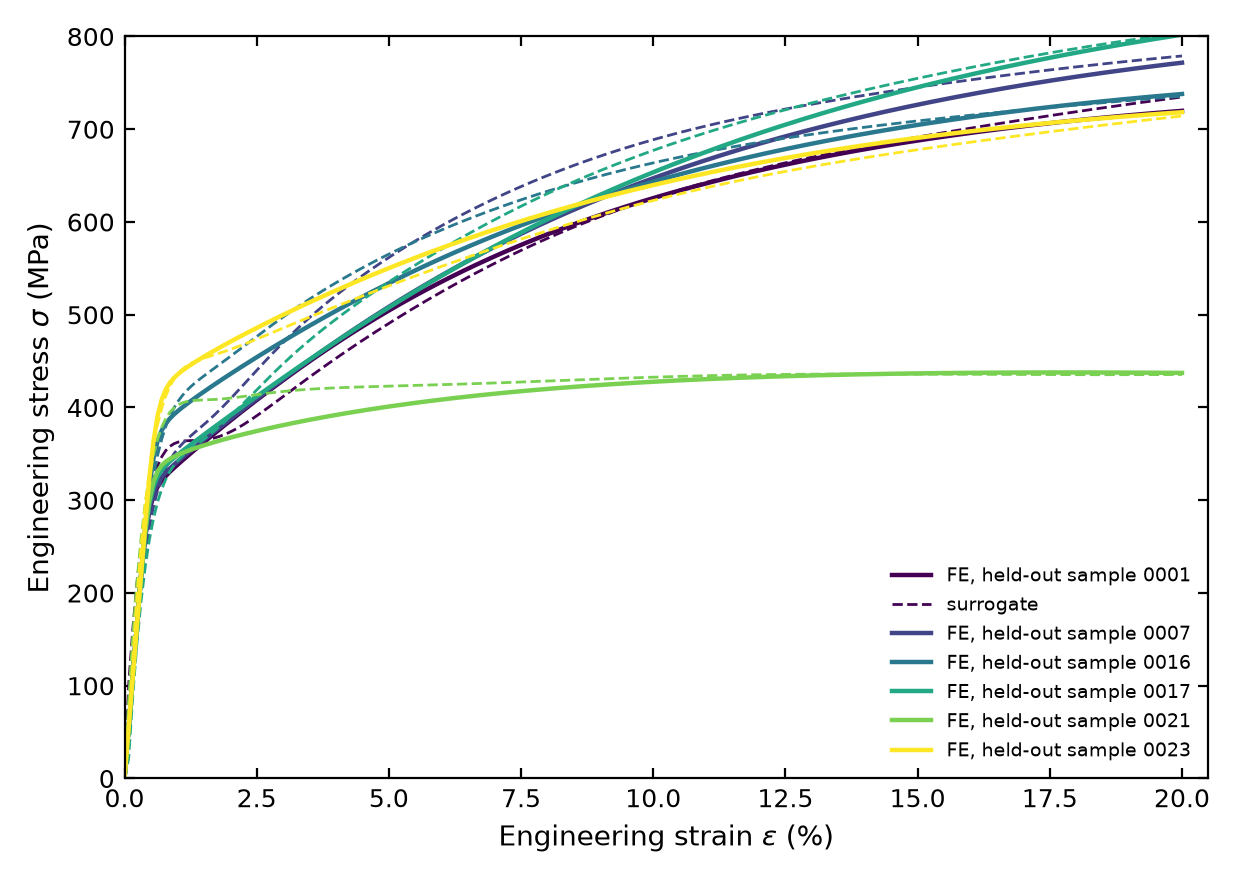 800
700
600
500
400
300
200
100
0
Engineering stress σ (MPa)
FE, held-out sample 0001
surrogate
FE, held-out sample 0007
FE, held-out sample 0016
FE, held-out sample 0017
FE, held-out sample 0021
FE, held-out sample 0023
0.0 2.5 5.0 7.5 10.0 12.5 15.0 17.5 20.0
Engineering strain ε (%)